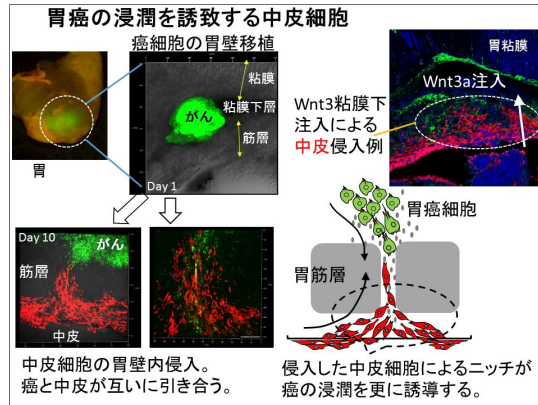 胃癌の浸潤を誘致する中皮細胞
癌細胞の胃壁移植
胃
がん
粘膜
粘膜下層
筋層
Day 1
胃粘膜
Wnt3a注入
Wnt3粘膜下
注入による
中皮侵入例
Day 10
がん
筋層
中皮
胃癌細胞
胃筋層
中皮細胞の胃壁内侵入。
癌と中皮が互いに引き合う。
侵入した中皮細胞によるニッチが
癌の浸潤を更に誘導する。